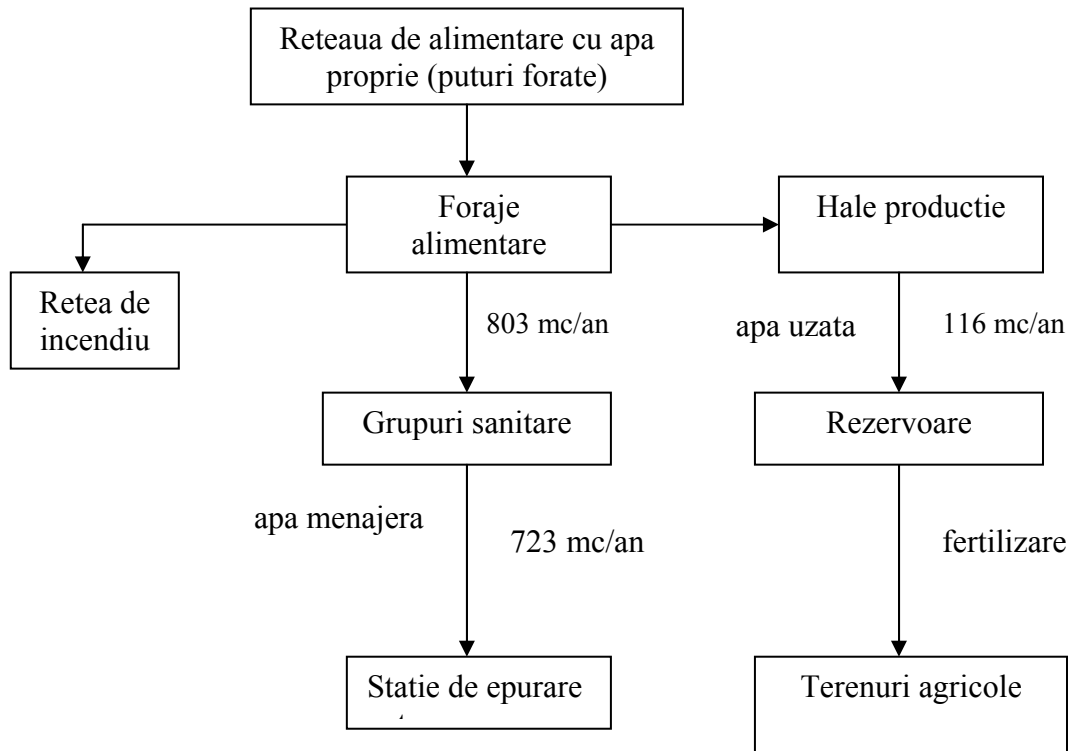 Reteaua de alimentare cu apa
proprie (puturi forate)
Foraje
alimentare
Hale productie
Retea de
incendiu
803 mc/an
apa uzata
116 mc/an
Grupuri sanitare
Rezervoare
apa menajera
723 mc/an
fertilizare
Statie de epurare
Terenuri agricole